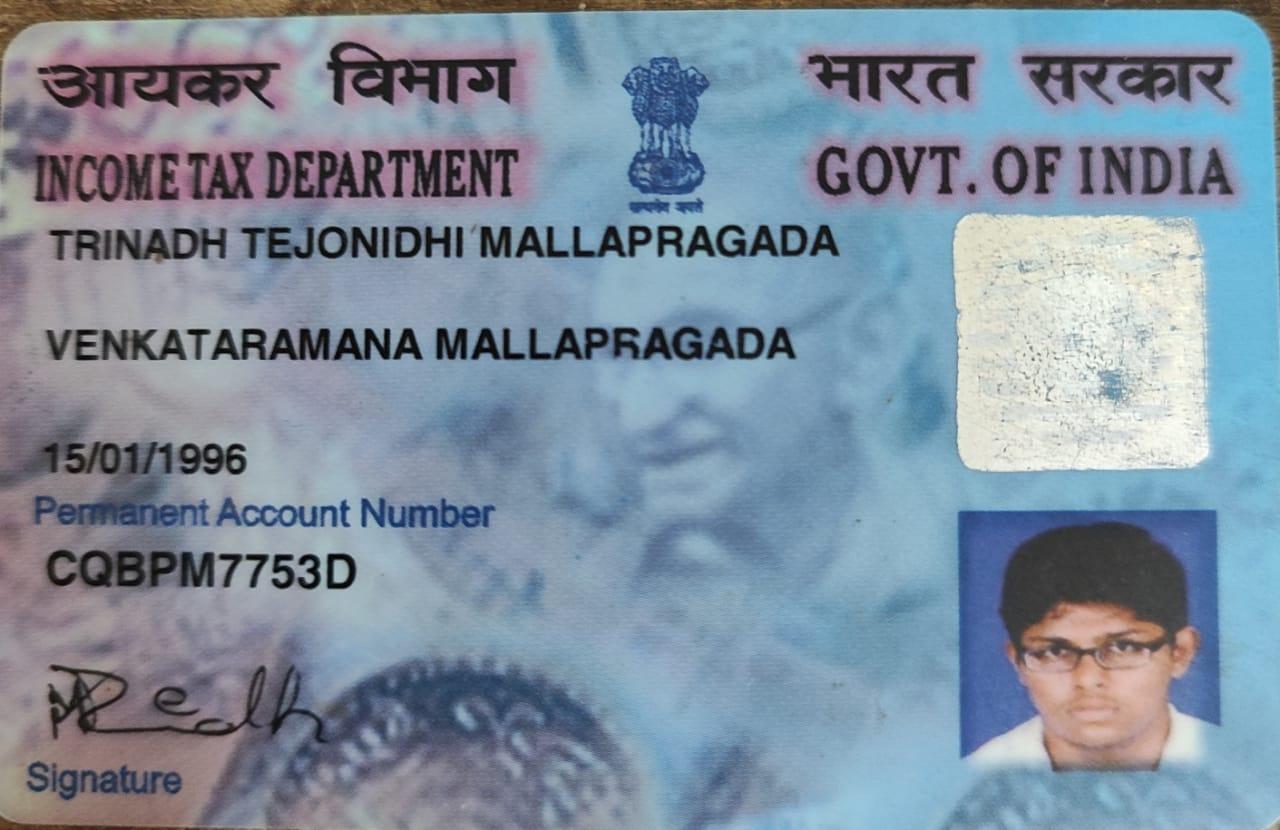 आयकर विभाग
भारत सरकार
INCOME TAX DEPARTMENT
GOVT. OF INDIA
सत्यमेव जयते
TRINADH TEJONIDHI MALLAPRAGADA
VENKATARAMANA MALLAPRAGADA
15/01/1996
Permanent Account Number
CQBPM7753D
Signature